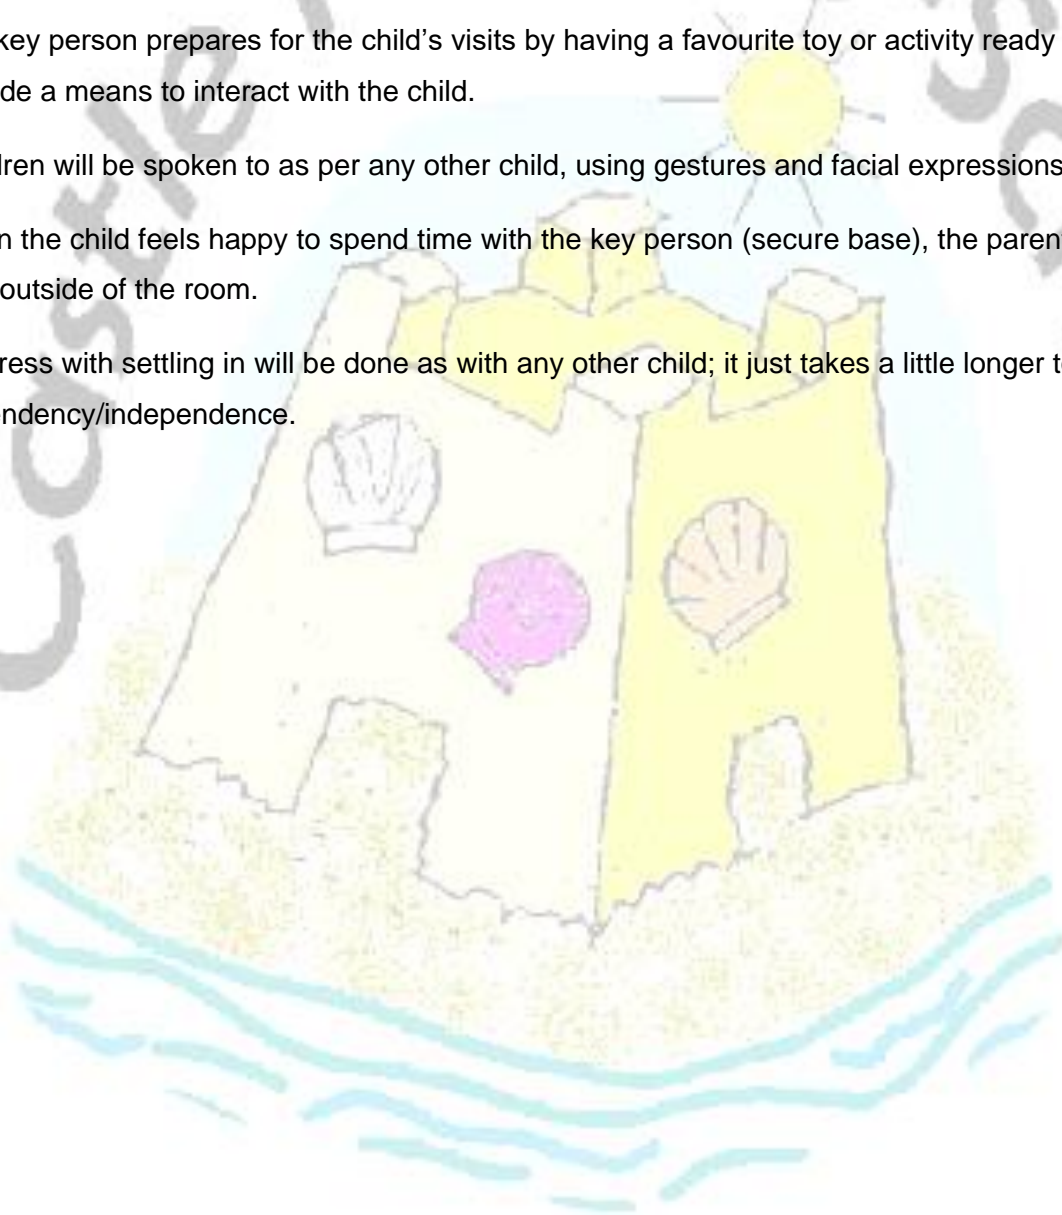 key person prepares for the child's visits by having a favourite toy or activity ready
de a means to interact with the child.
dren will be spoken to as per any other child, using gestures and facial expressions
n the child feels happy to spend time with the key person (secure base), the paren
outside of the room.
ress with settling in will be done as with any other child; it just takes a little longer t
endency/independence.
Castle